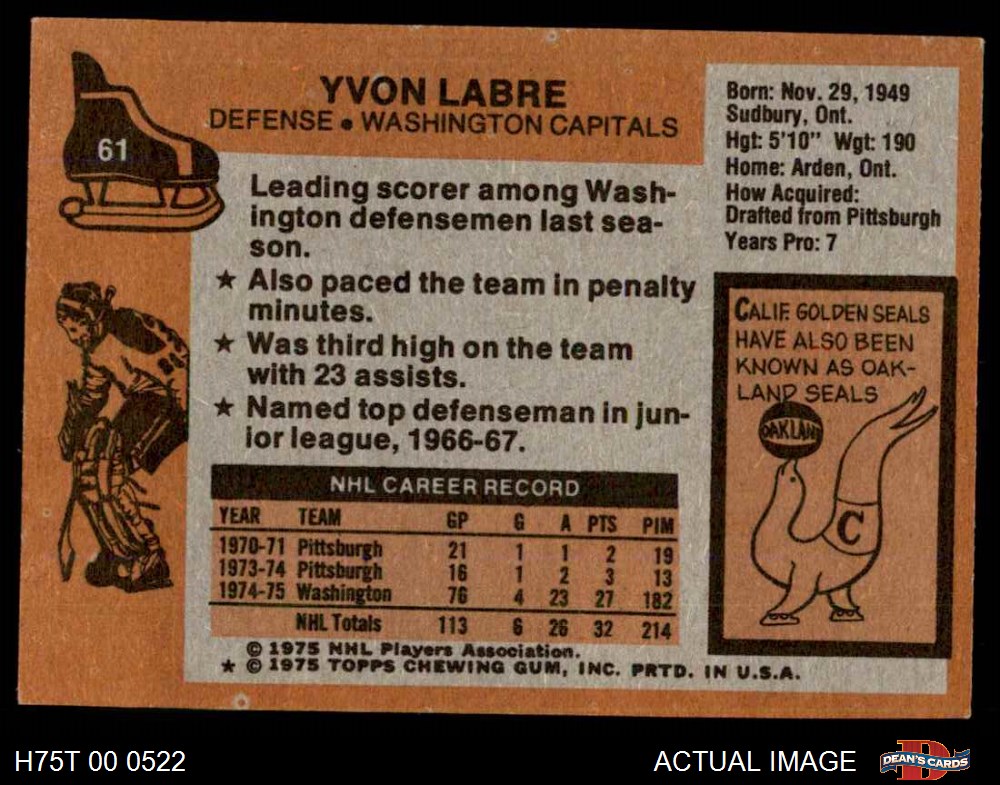 61
YVON LABRE
DEFENSE • WASHINGTON CAPITALS
Born: Nov. 29, 1949
Sudbury, Ont.
Hgt: 5'10" Wgt: 190
Home: Arden, Ont.
How Acquired:
Drafted from Pittsburgh
Years Pro: 7
Leading scorer among Wash-
ington defensemen last sea-
son.
★ Also paced the team in penalty
minutes.
★ Was third high on the team
with 23 assists.
★ Named top defenseman in jun-
ior league, 1966-67.
CALIF. GOLDEN SEALS
HAVE ALSO BEEN
KNOWN AS OAK-
LAND SEALS
OAKLAND
C
NHL CAREER RECORD
YEAR TEAM GP G A PTS PIM
1970-71 Pittsburgh 21 1 1 2 19
1973-74 Pittsburgh 16 1 2 3 13
1974-75 Washington 76 4 23 27 182
NHL Totals 113 6 26 32 214
© 1975 NHL Players Association.
★ © 1975 TOPPS CHEWING GUM, INC. PRTD. IN U.S.A.
H75T 00 0522
ACTUAL IMAGE
D
DEAN'S CARDS